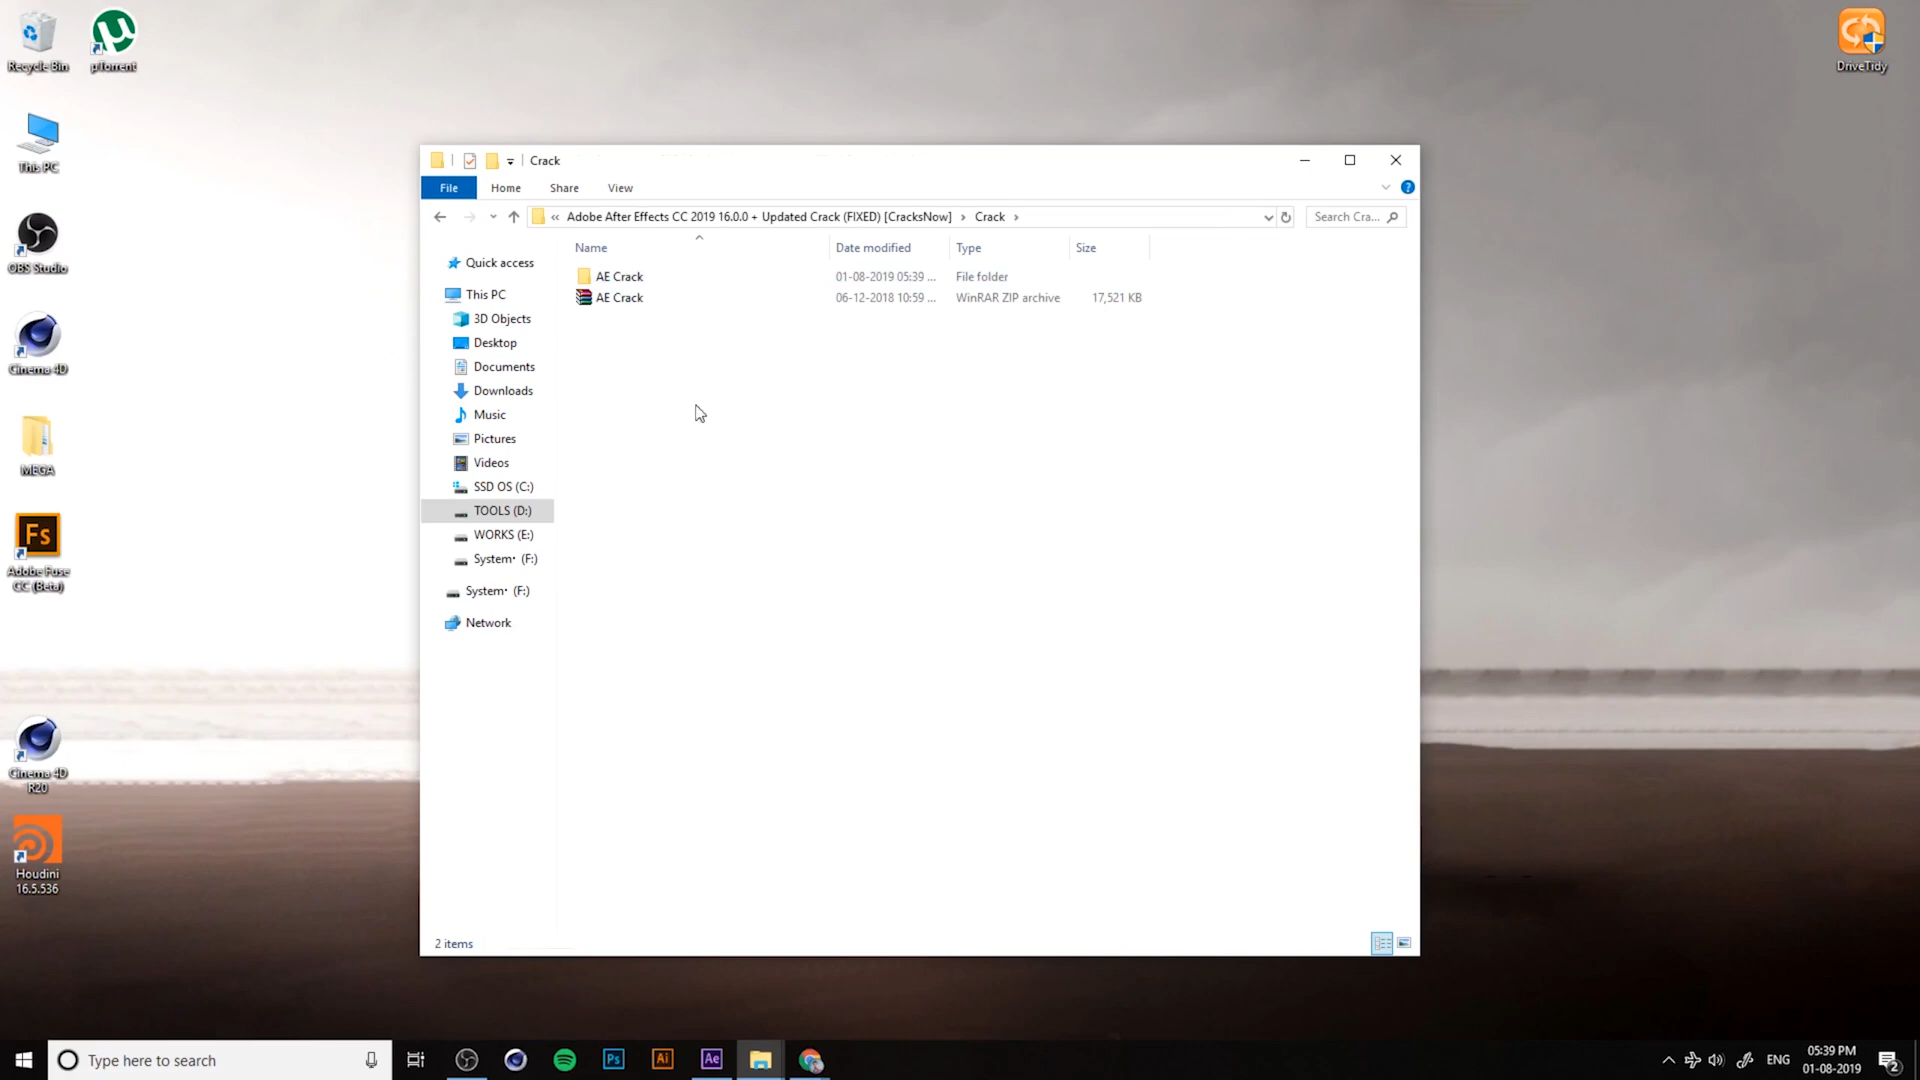 Recycle Bin
µTorrent
DriveTidy
This PC
OBS Studio
Cinema 4D
MEGA
Fs
Adobe Fuse
CC (Beta)
Cinema 4D
R20
Houdini
16.5.536
Crack
File Home Share View
« Adobe After Effects CC 2019 16.0.0 + Updated Crack (FIXED) [CracksNow] › Crack ›
Search Cra...
Name Date modified Type Size
AE Crack 01-08-2019 05:39 ... File folder
AE Crack 06-12-2018 10:59 ... WinRAR ZIP archive 17,521 KB
Quick access
This PC
3D Objects
Desktop
Documents
Downloads
Music
Pictures
Videos
SSD OS (C:)
TOOLS (D:)
WORKS (E:)
System• (F:)
System• (F:)
Network
2 items
Type here to search
Ps
Ai
Ae
ENG
05:39 PM
01-08-2019
2